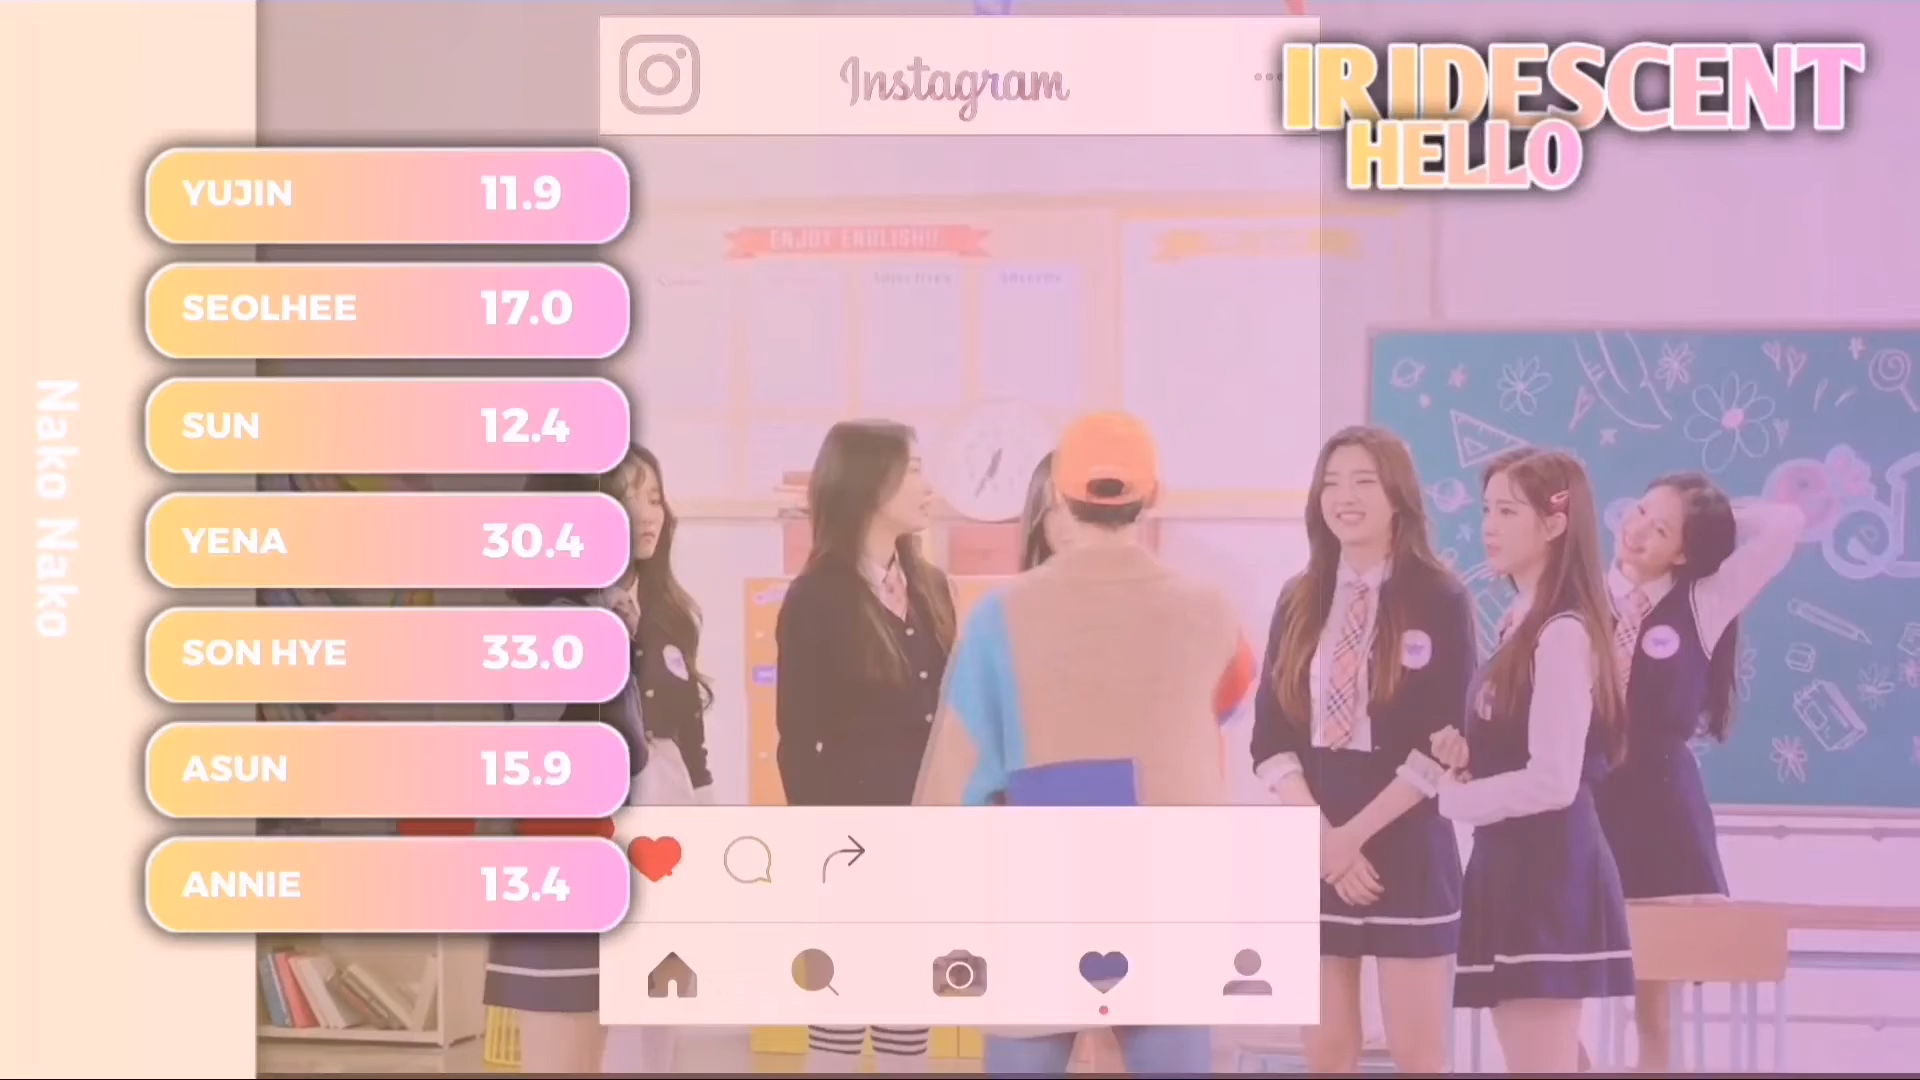 Instagram
IRIDESCENT
HELLO
YUJIN 11.9
SEOLHEE 17.0
SUN 12.4
YENA 30.4
SON HYE 33.0
ASUN 15.9
ANNIE 13.4
Nako Nako
ENJOY ENGLISH!!